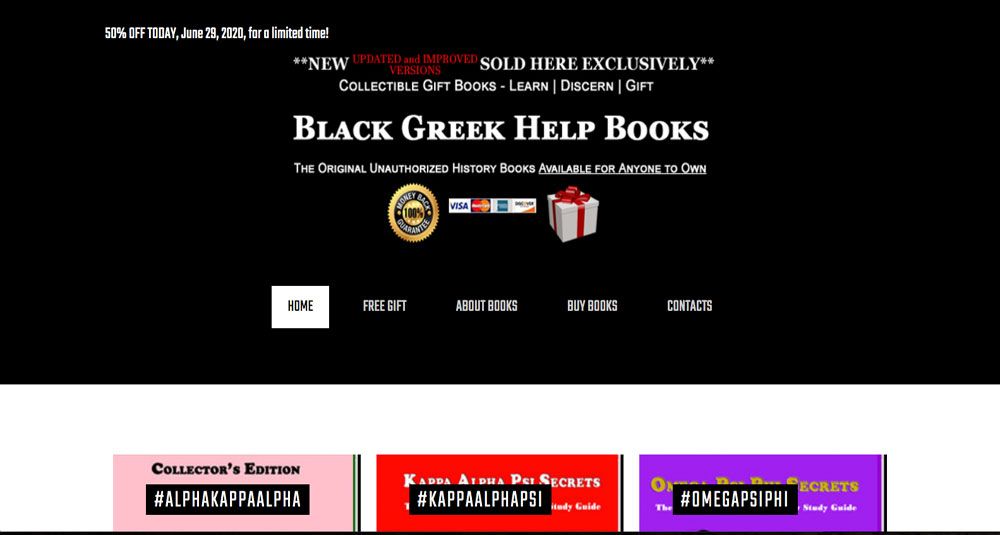 50% OFF TODAY, June 29, 2020, for a limited time!
**NEW UPDATED and IMPROVED VERSIONS SOLD HERE EXCLUSIVELY**
COLLECTIBLE GIFT BOOKS - LEARN | DISCERN | GIFT
BLACK GREEK HELP BOOKS
THE ORIGINAL UNAUTHORIZED HISTORY BOOKS AVAILABLE FOR ANYONE TO OWN
MONEY BACK 100% GUARANTEE
VISA MasterCard DISCOVER
HOME FREE GIFT ABOUT BOOKS BUY BOOKS CONTACTS
COLLECTOR'S EDITION
#ALPHAKAPPAALPHA
KAPPA ALPHA PSI SECRETS
#KAPPAALPHAPSI
Study Guide
OMEGA PSI PHI SECRETS
#OMEGAPSIPHI
The Study Guide